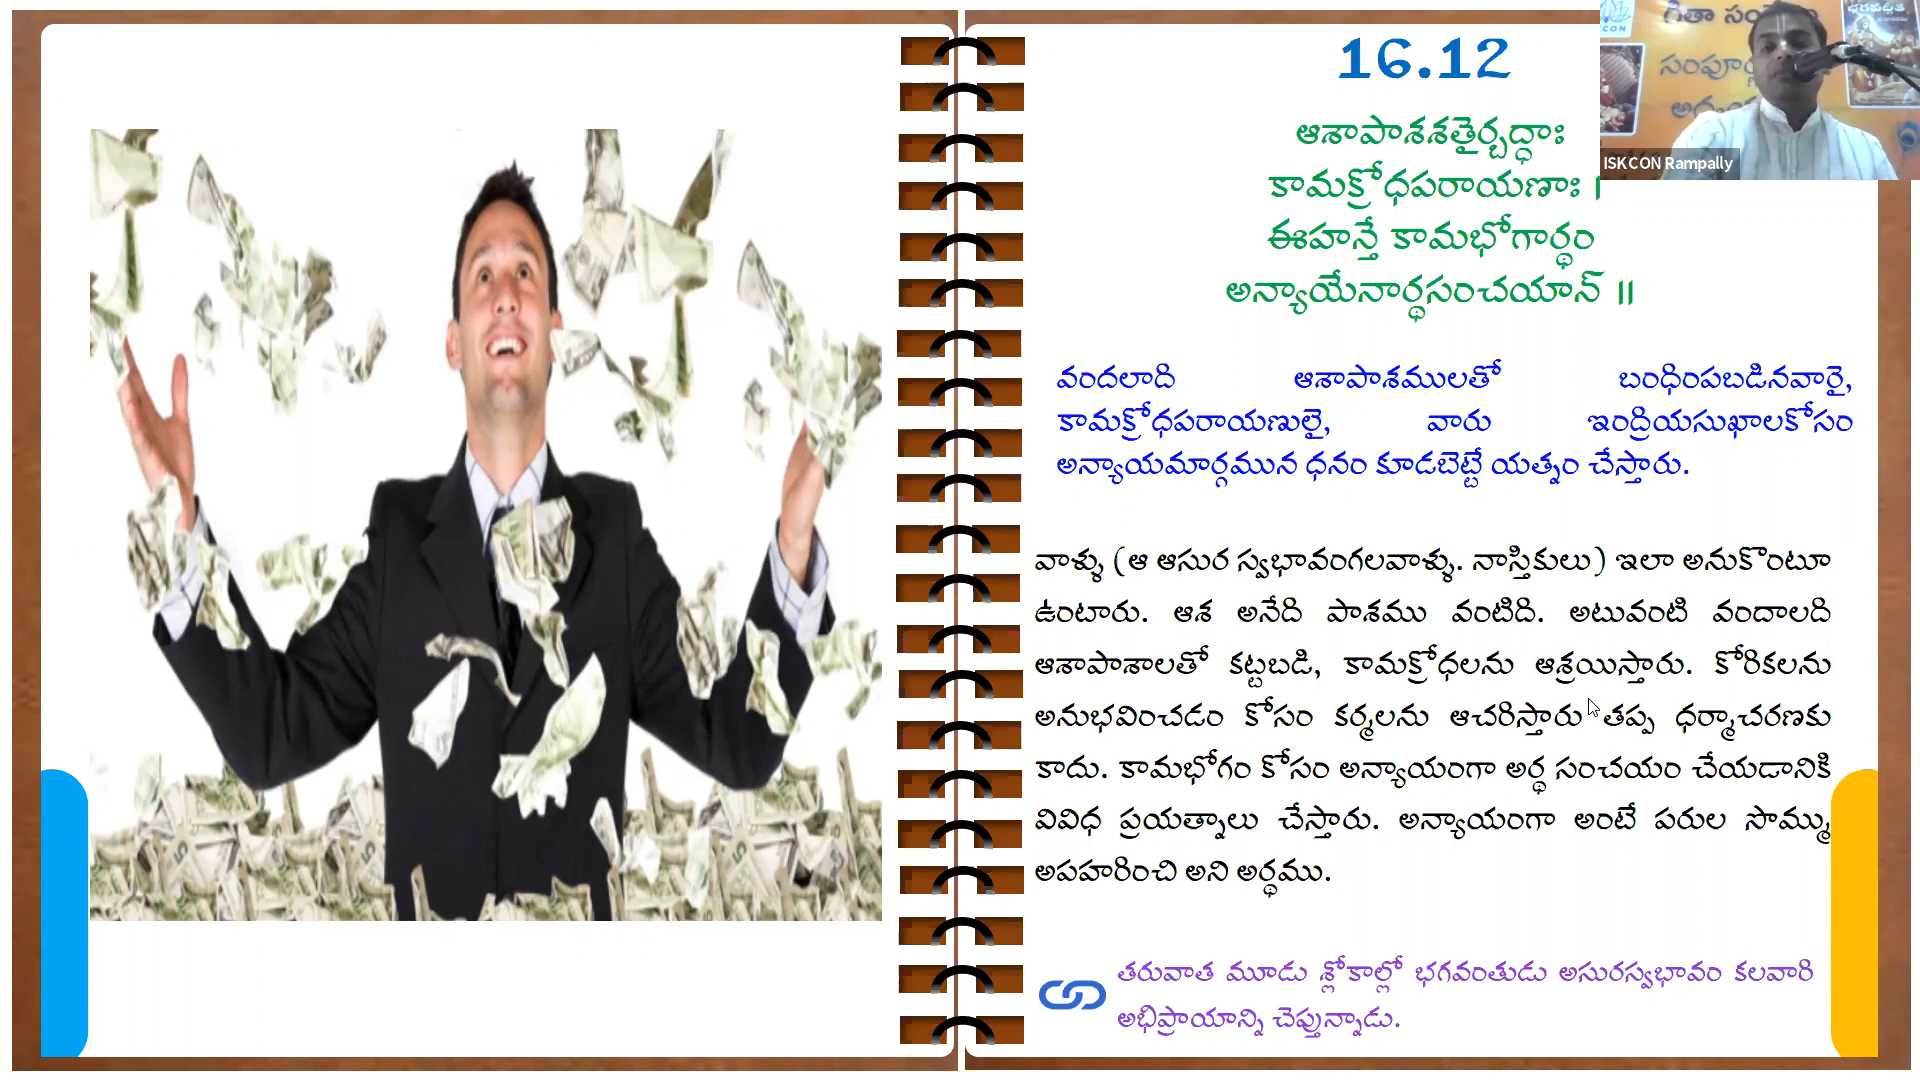 16.12
ఆశాపాశశతైర్బద్ధాః
కామక్రోధపరాయణాః ।
ఈహన్తే కామభోగార్థం
అన్యాయేనార్థసంచయాన్ ॥
వందలాది ఆశాపాశములతో బంధింపబడినవారై,
కామక్రోధపరాయణులై, వారు ఇంద్రియసుఖాలకోసం
అన్యాయమార్గమున ధనం కూడబెట్టే యత్నం చేస్తారు.
వాళ్ళు (ఆ ఆసుర స్వభావంగలవాళ్ళు. నాస్తికులు) ఇలా అనుకొంటూ
ఉంటారు. ఆశ అనేది పాశము వంటిది. అటువంటి వందాలది
ఆశాపాశాలతో కట్టబడి, కామక్రోధలను ఆశ్రయిస్తారు. కోరికలను
అనుభవించడం కోసం కర్మలను ఆచరిస్తారు తప్ప ధర్మాచరణకు
కాదు. కామభోగం కోసం అన్యాయంగా అర్థ సంచయం చేయడానికి
వివిధ ప్రయత్నాలు చేస్తారు. అన్యాయంగా అంటే పరుల సొమ్ము
అపహరించి అని అర్థము.
తరువాత మూడు శ్లోకాల్లో భగవంతుడు అసురస్వభావం కలవారి
అభిప్రాయాన్ని చెప్తున్నాడు.
గీతా
ISKCON Rampally